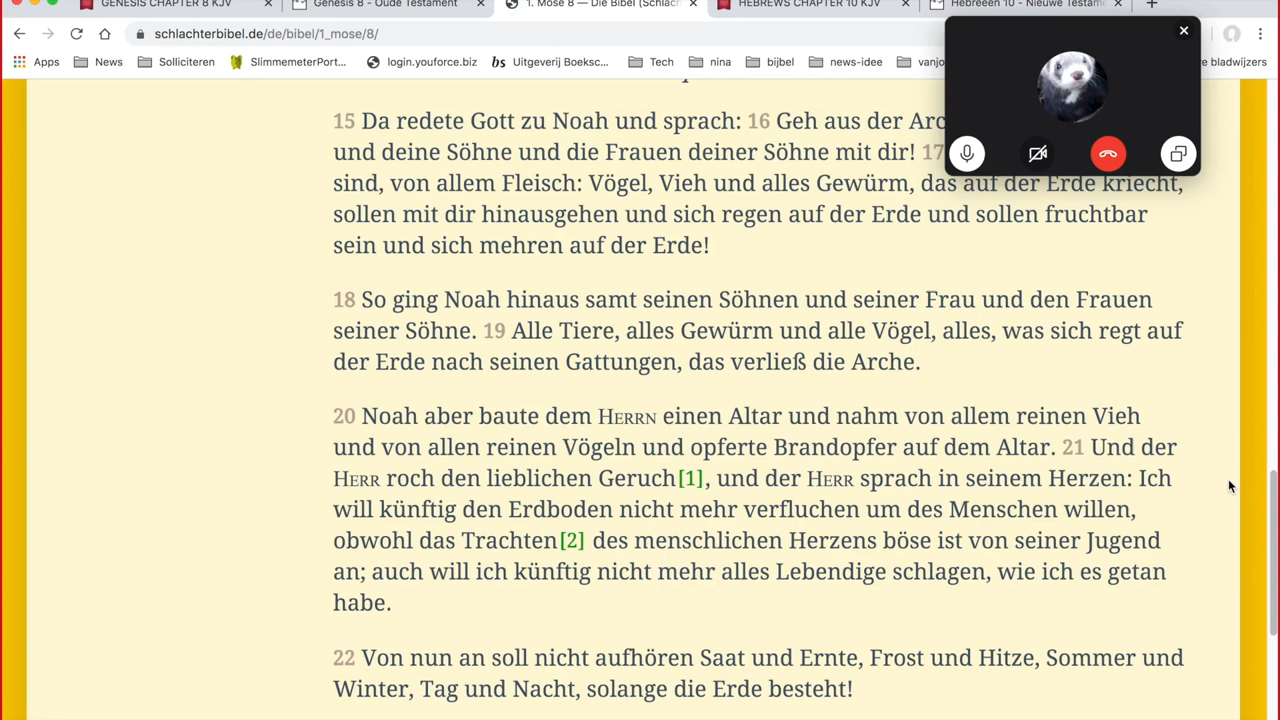 GENESIS CHAPTER 8 KJV
Genesis 8 - Oude Testament
1. Mose 8 — Die Bibel (Schlach
HEBREWS CHAPTER 10 KJV
Hebreeën 10 - Nieuwe Testam
schlachterbibel.de/de/bibel/1_mose/8/
Apps
News
Solliciteren
SlimmemeterPort...
login.youforce.biz
bs Uitgeverij Boeksc...
Tech
nina
bijbel
news-idee
vanjo
re bladwijzers
15 Da redete Gott zu Noah und sprach: 16 Geh aus der Arc
und deine Söhne und die Frauen deiner Söhne mit dir! 17
sind, von allem Fleisch: Vögel, Vieh und alles Gewürm, das auf der Erde kriecht,
sollen mit dir hinausgehen und sich regen auf der Erde und sollen fruchtbar
sein und sich mehren auf der Erde!
18 So ging Noah hinaus samt seinen Söhnen und seiner Frau und den Frauen
seiner Söhne. 19 Alle Tiere, alles Gewürm und alle Vögel, alles, was sich regt auf
der Erde nach seinen Gattungen, das verließ die Arche.
20 Noah aber baute dem HERRN einen Altar und nahm von allem reinen Vieh
und von allen reinen Vögeln und opferte Brandopfer auf dem Altar. 21 Und der
HERR roch den lieblichen Geruch[1], und der HERR sprach in seinem Herzen: Ich
will künftig den Erdboden nicht mehr verfluchen um des Menschen willen,
obwohl das Trachten[2] des menschlichen Herzens böse ist von seiner Jugend
an; auch will ich künftig nicht mehr alles Lebendige schlagen, wie ich es getan
habe.
22 Von nun an soll nicht aufhören Saat und Ernte, Frost und Hitze, Sommer und
Winter, Tag und Nacht, solange die Erde besteht!